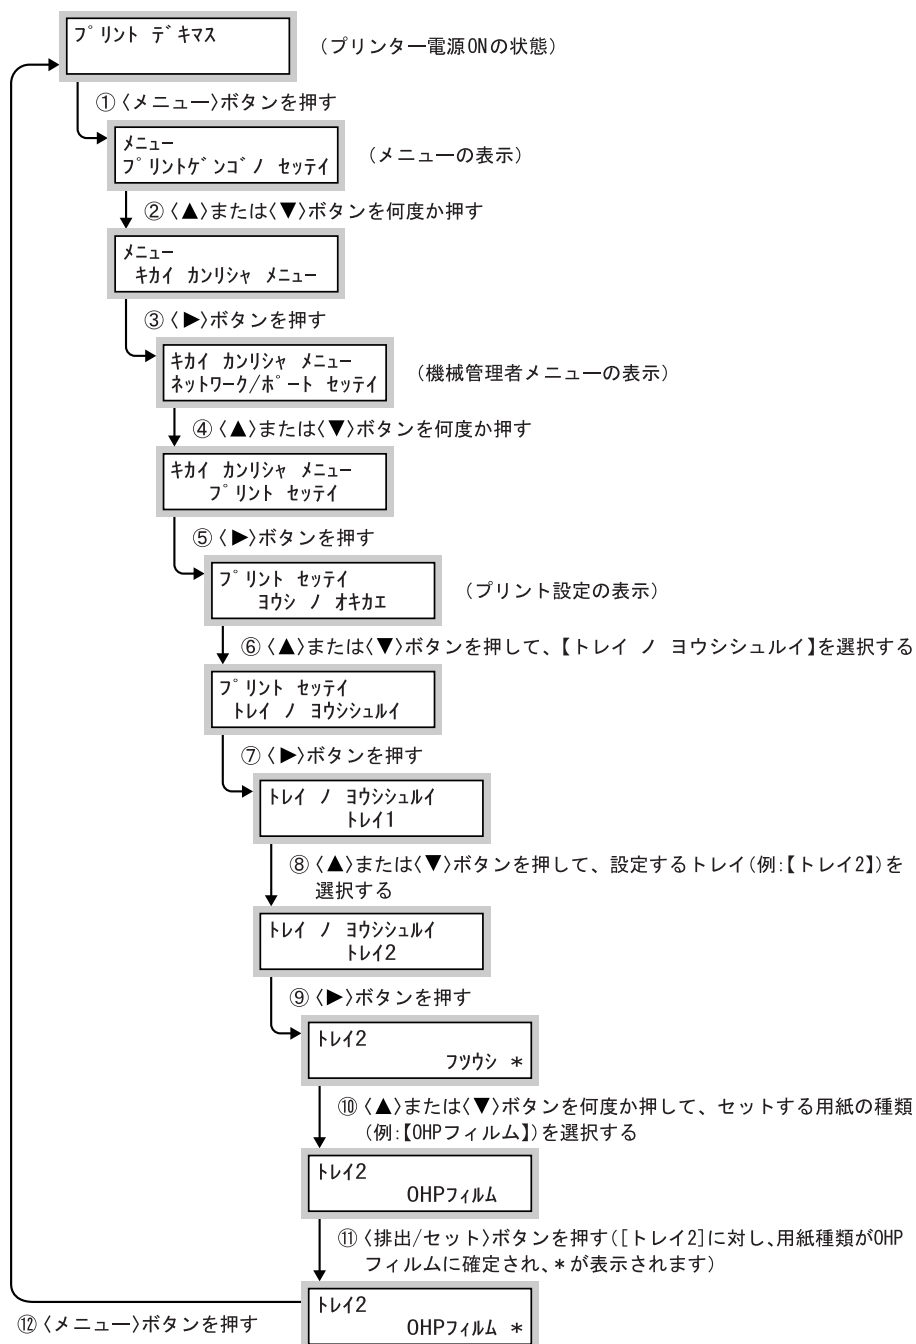 ﾌﾟﾘﾝﾄ ﾃﾞｷﾏｽ
(プリンター電源ONの状態)
①〈メニュー〉ボタンを押す
ﾒﾆｭｰ
ﾌﾟﾘﾝﾄｹﾞﾝｺﾞﾉ ｾｯﾃｲ
(メニューの表示)
②〈▲〉または〈▼〉ボタンを何度か押す
ﾒﾆｭｰ
ｷｶｲ ｶﾝﾘｼｬ ﾒﾆｭｰ
③〈▶〉ボタンを押す
ｷｶｲ ｶﾝﾘｼｬ ﾒﾆｭｰ
ﾈｯﾄﾜｰｸ/ﾎﾟｰﾄ ｾｯﾃｲ
(機械管理者メニューの表示)
④〈▲〉または〈▼〉ボタンを何度か押す
ｷｶｲ ｶﾝﾘｼｬ ﾒﾆｭｰ
ﾌﾟﾘﾝﾄ ｾｯﾃｲ
⑤〈▶〉ボタンを押す
ﾌﾟﾘﾝﾄ ｾｯﾃｲ
ﾖｳｼ ﾉ ｵｷｶｴ
(プリント設定の表示)
⑥〈▲〉または〈▼〉ボタンを押して、【トレイ ノ ヨウシシュルイ】を選択する
ﾌﾟﾘﾝﾄ ｾｯﾃｲ
ﾄﾚｲ ﾉ ﾖｳｼｼｭﾙｲ
⑦〈▶〉ボタンを押す
ﾄﾚｲ ﾉ ﾖｳｼｼｭﾙｲ
ﾄﾚｲ1
⑧〈▲〉または〈▼〉ボタンを押して、設定するトレイ(例:【トレイ2】)を
選択する
ﾄﾚｲ ﾉ ﾖｳｼｼｭﾙｲ
ﾄﾚｲ2
⑨〈▶〉ボタンを押す
ﾄﾚｲ2
ﾌﾂｳｼ *
⑩〈▲〉または〈▼〉ボタンを何度か押して、セットする用紙の種類
(例:【OHPフィルム】)を選択する
ﾄﾚｲ2
OHPﾌｨﾙﾑ
⑪〈排出/セット〉ボタンを押す([トレイ2]に対し、用紙種類がOHP
フィルムに確定され、*が表示されます)
ﾄﾚｲ2
OHPﾌｨﾙﾑ *
⑫〈メニュー〉ボタンを押す